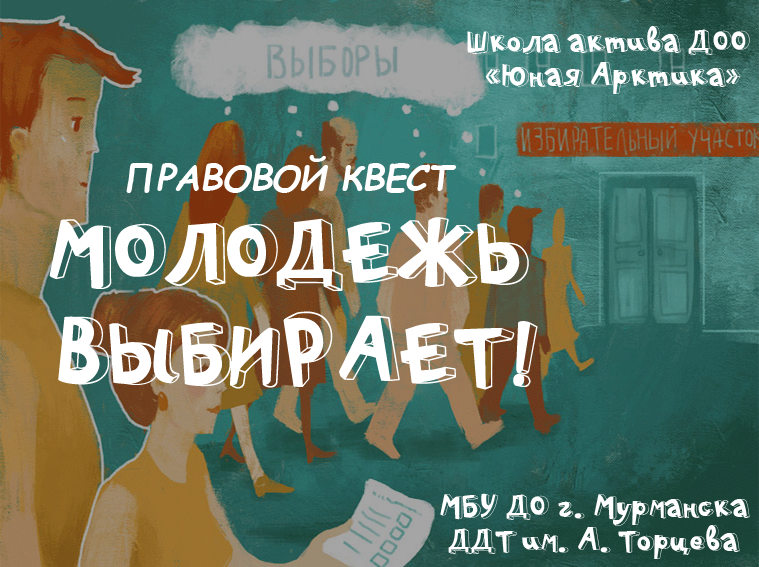 Школа актива ДОО
«Юная Арктика»
ВЫБОРЫ
ИЗБИРАТЕЛЬНЫЙ УЧАСТОК
ПРАВОВОЙ КВЕСТ
МОЛОДЕЖЬ
ВЫБИРАЕТ!
МБУ ДО г. Мурманска
ДДТ им. А. Торцева